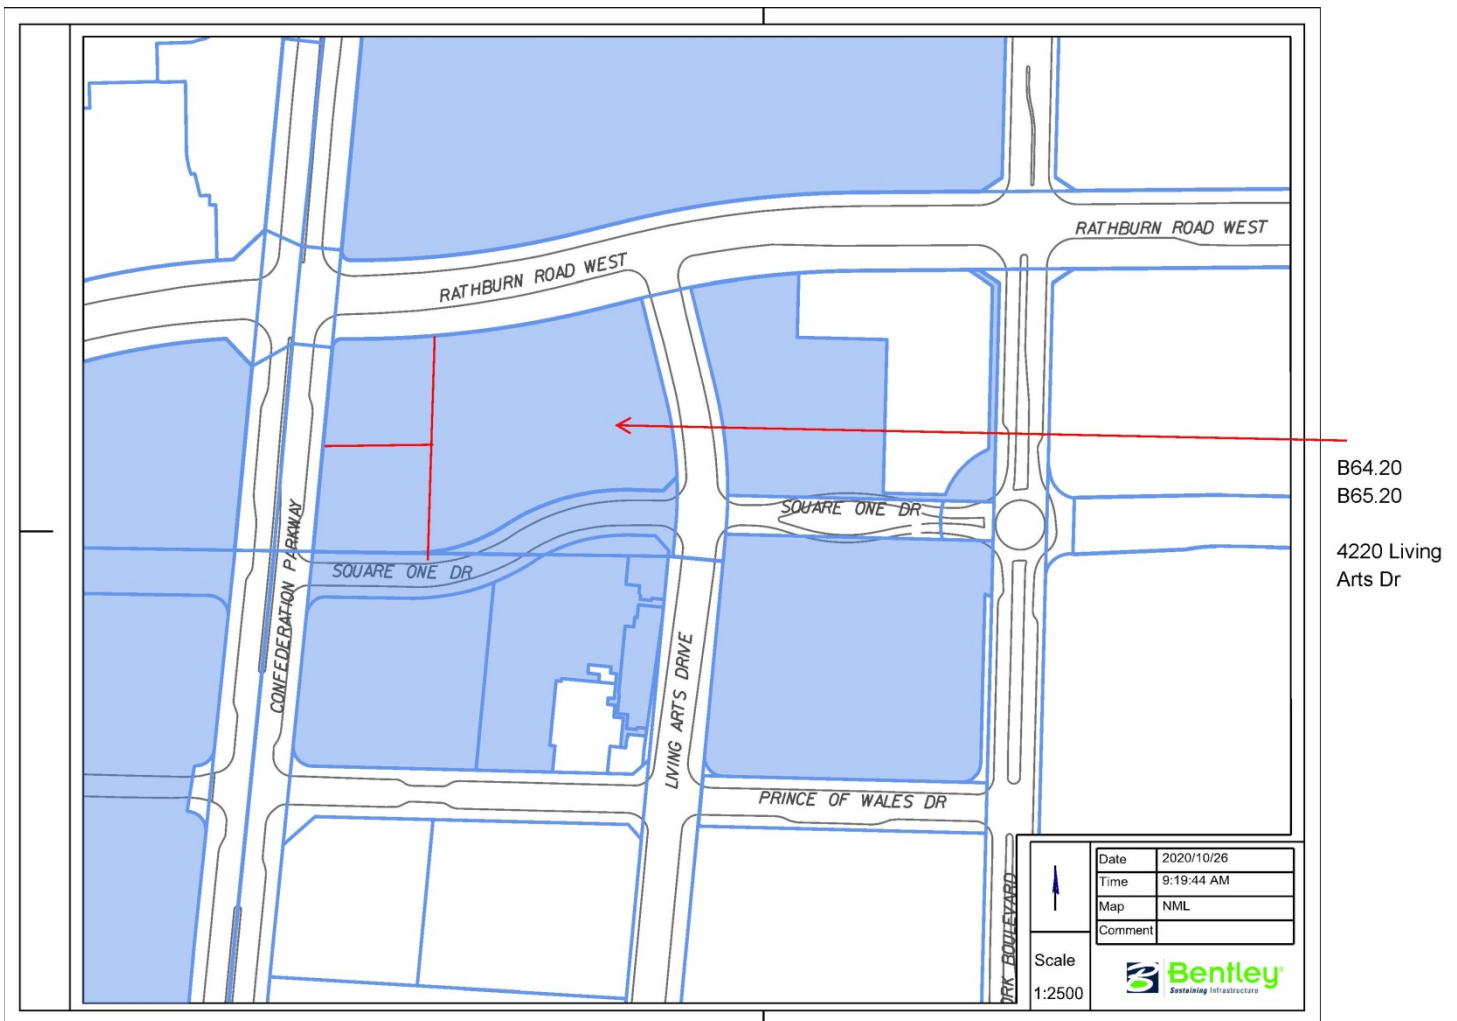 RATHBURN ROAD WEST
RATHBURN ROAD WEST
B64.20
B65.20
4220 Living
Arts Dr
SQUARE ONE DR
CONFEDERATION PARKWAY
SQUARE ONE DR
LIVING ARTS DRIVE
PRINCE OF WALES DR
ORK BOULEVARD
Scale
1:2500
Date 2020/10/26
Time 9:19:44 AM
Map NML
Comment
Bentley
Sustaining Infrastructure